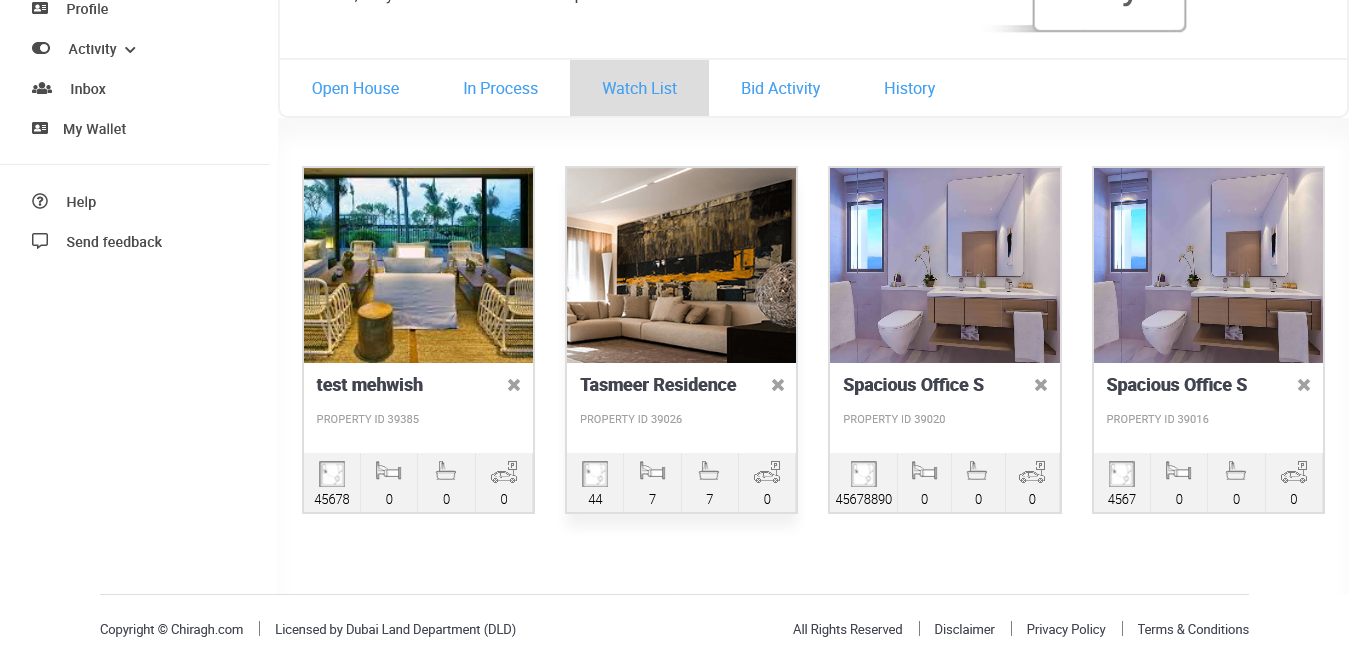 Profile
Activity
Inbox
My Wallet
Help
Send feedback
Open House In Process Watch List Bid Activity History
test mehwish
PROPERTY ID 39385
45678 0 0 0
Tasmeer Residence
PROPERTY ID 39026
44 7 7 0
Spacious Office S
PROPERTY ID 39020
45678890 0 0 0
Spacious Office S
PROPERTY ID 39016
4567 0 0 0
Copyright © Chiragh.com Licensed by Dubai Land Department (DLD) All Rights Reserved Disclaimer Privacy Policy Terms & Conditions